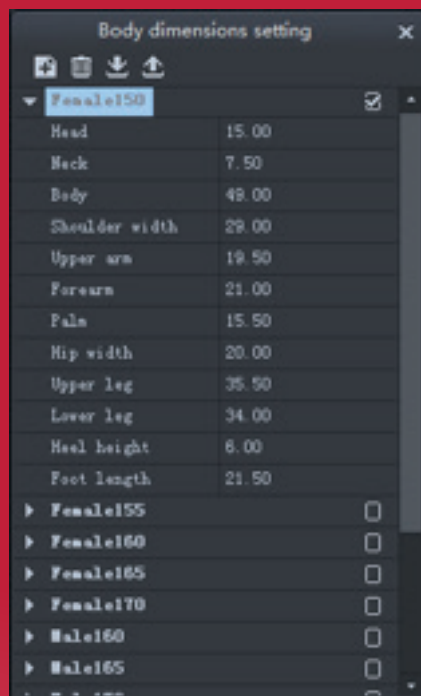 Body dimensions setting
Female150
Head 15.00
Neck 7.50
Body 49.00
Shoulder width 29.00
Upper arm 19.50
Forearm 21.00
Palm 15.50
Hip width 20.00
Upper leg 35.50
Lower leg 34.00
Heel height 6.00
Foot length 21.50
Female155
Female160
Female165
Female170
Male160
Male165